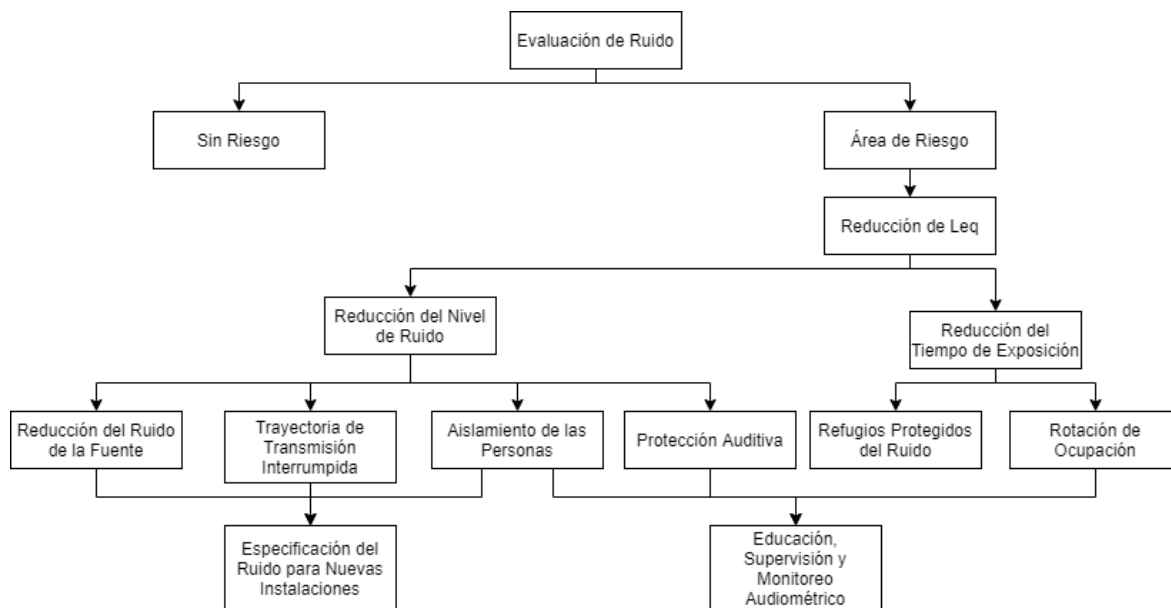 Evaluación de Ruido
Sin Riesgo
Área de Riesgo
Reducción de Leq
Reducción del Nivel
de Ruido
Reducción del
Tiempo de Exposición
Reducción del Ruido
de la Fuente
Trayectoria de
Transmisión
Interrumpida
Aislamiento de las
Personas
Protección Auditiva
Refugios Protegidos
del Ruido
Rotación de
Ocupación
Especificación del
Ruido para Nuevas
Instalaciones
Educación,
Supervisión y
Monitoreo
Audiométrico